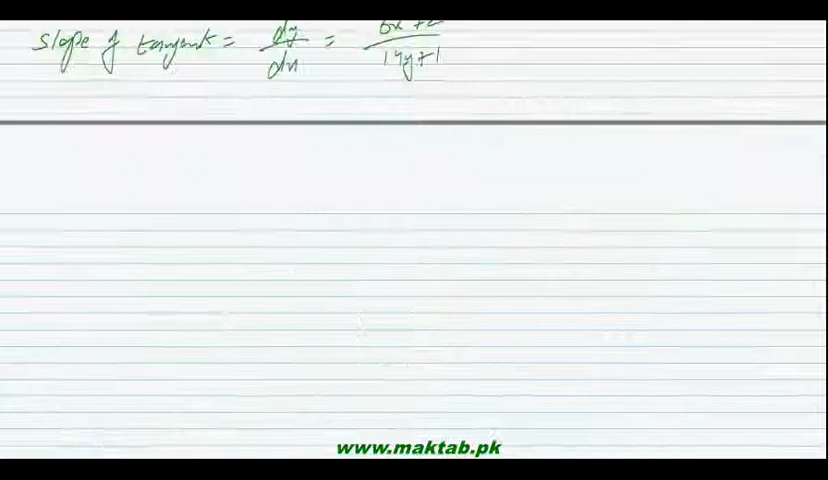 Slope of tangent = dy/dx = 6x+2/14y+1
www.maktab.pk